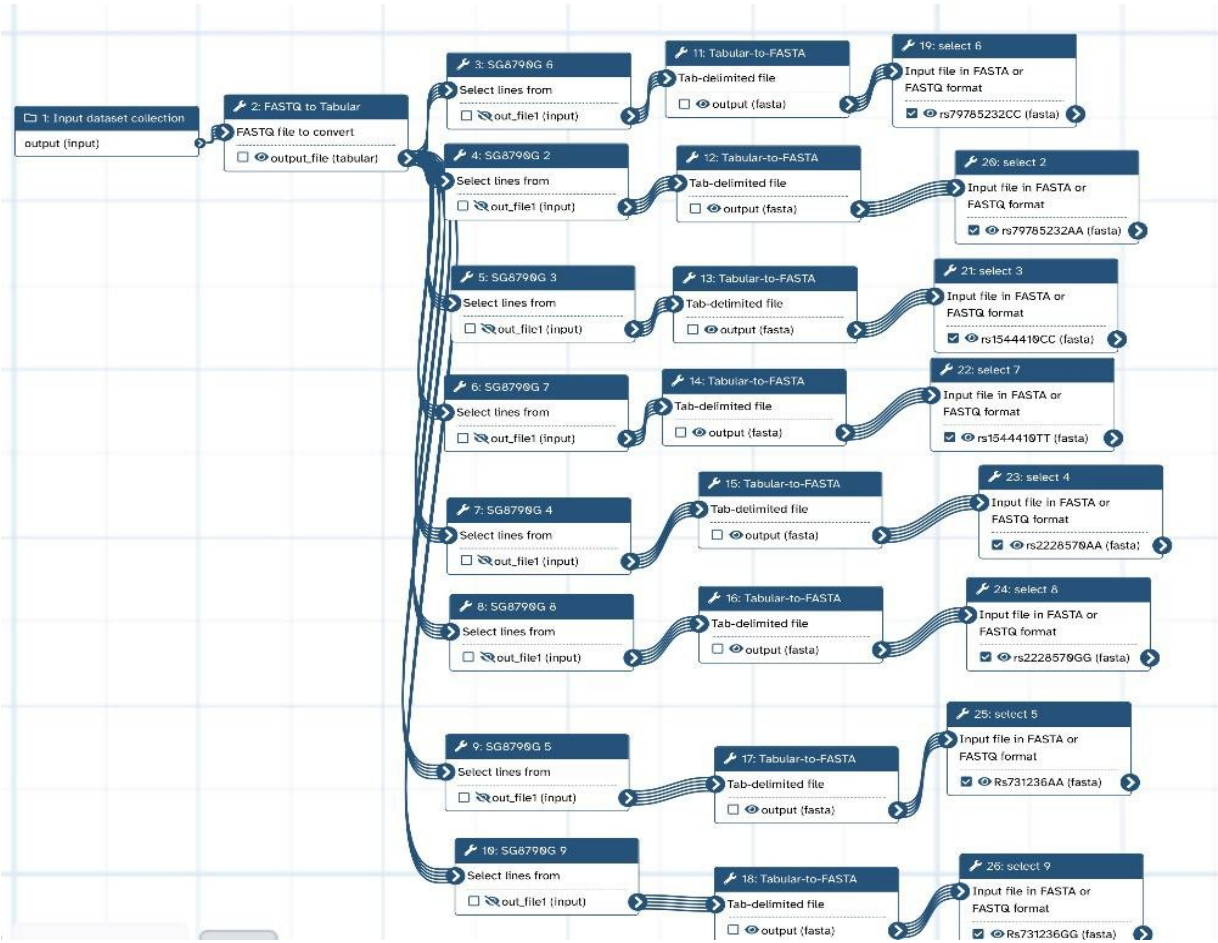 1: Input dataset collection
output (input)
2: FASTQ to Tabular
FASTQ file to convert
output_file (tabular)
3: SG8790G 6
Select lines from
out_file1 (input)
11: Tabular-to-FASTA
Tab-delimited file
output (fasta)
19: select 6
Input file in FASTA or
FASTQ format
rs79785232CC (fasta)
4: SG8790G 2
Select lines from
out_file1 (input)
12: Tabular-to-FASTA
Tab-delimited file
output (fasta)
20: select 2
Input file in FASTA or
FASTQ format
rs79785232AA (fasta)
5: SG8790G 3
Select lines from
out_file1 (input)
13: Tabular-to-FASTA
Tab-delimited file
output (fasta)
21: select 3
Input file in FASTA or
FASTQ format
rs1544410CC (fasta)
6: SG8790G 7
Select lines from
out_file1 (input)
14: Tabular-to-FASTA
Tab-delimited file
output (fasta)
22: select 7
Input file in FASTA or
FASTQ format
rs1544410TT (fasta)
7: SG8790G 4
Select lines from
out_file1 (input)
15: Tabular-to-FASTA
Tab-delimited file
output (fasta)
23: select 4
Input file in FASTA or
FASTQ format
rs2228570AA (fasta)
8: SG8790G 8
Select lines from
out_file1 (input)
16: Tabular-to-FASTA
Tab-delimited file
output (fasta)
24: select 8
Input file in FASTA or
FASTQ format
rs2228570GG (fasta)
9: SG8790G 5
Select lines from
out_file1 (input)
17: Tabular-to-FASTA
Tab-delimited file
output (fasta)
25: select 5
Input file in FASTA or
FASTQ format
Rs731236AA (fasta)
10: SG8790G 9
Select lines from
out_file1 (input)
18: Tabular-to-FASTA
Tab-delimited file
output (fasta)
26: select 9
Input file in FASTA or
FASTQ format
Rs731236GG (fasta)